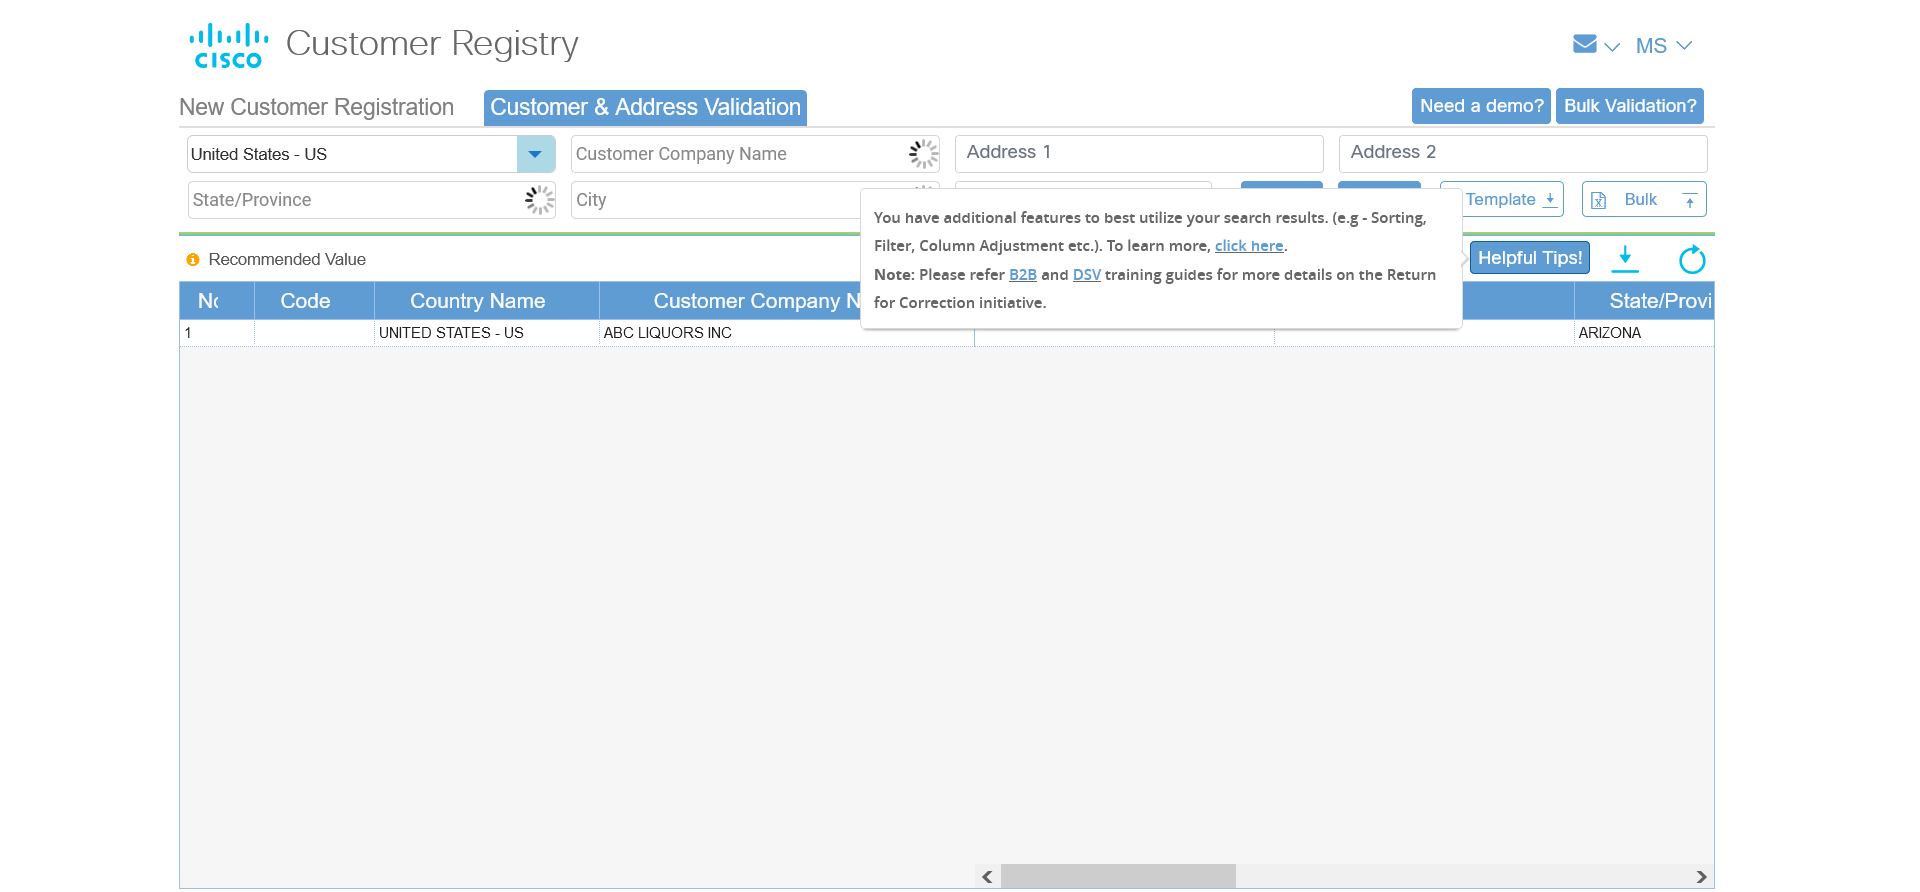 CISCO
Customer Registry
MS
New Customer Registration
Customer & Address Validation
Need a demo?
Bulk Validation?
United States - US
Customer Company Name
Address 1
Address 2
State/Province
City
Template
Bulk
You have additional features to best utilize your search results. (e.g - Sorting,
Filter, Column Adjustment etc.). To learn more, click here.
Note: Please refer B2B and DSV training guides for more details on the Return
for Correction initiative.
Recommended Value
Helpful Tips!
Code
Country Name
Customer Company N
State/Provi
1
UNITED STATES - US
ABC LIQUORS INC
ARIZONA